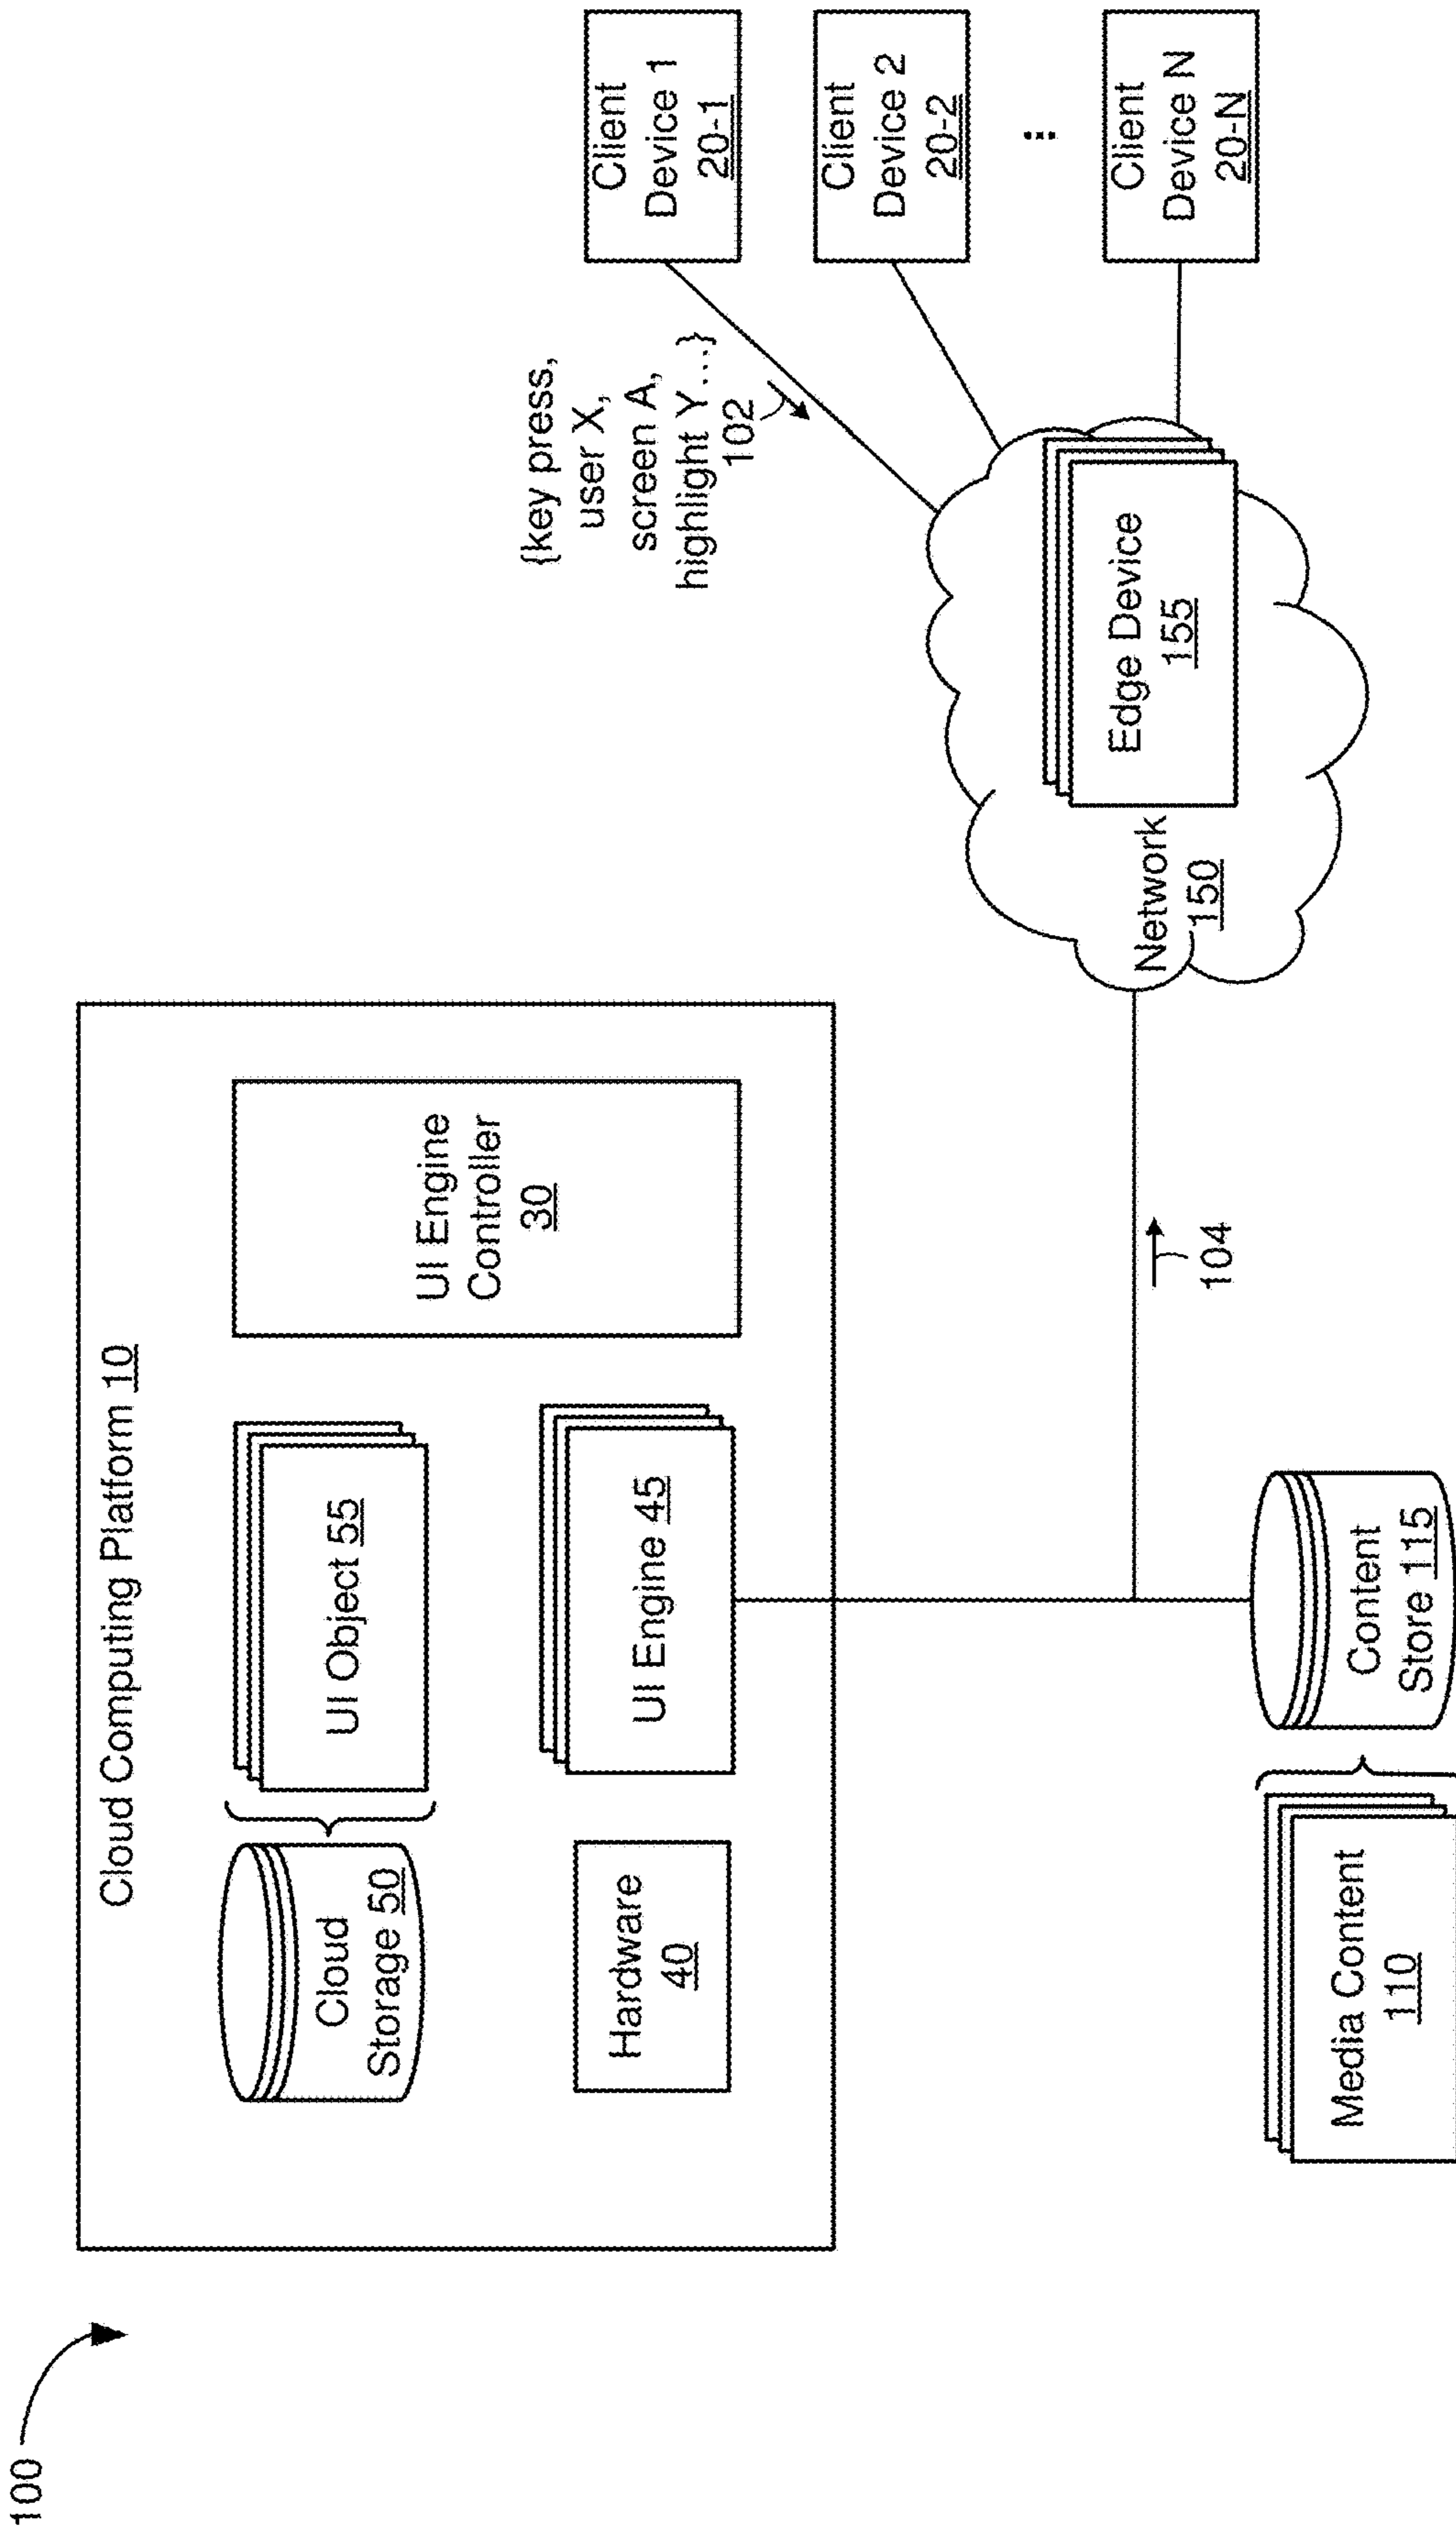 100
Cloud Computing Platform 10
Cloud
Storage 50
UI Object 55
UI Engine
Controller
30
Hardware
40
UI Engine 45
{key press,
user X,
screen A,
highlight Y...}
102
Client
Device 1
20-1
Client
Device 2
20-2
...
Client
Device N
20-N
Edge Device
155
Network
150
104
Media Content
110
Content
Store 115